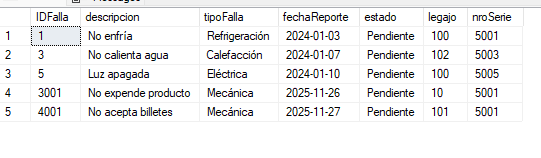 IDFalla descripcion tipoFalla fechaReporte estado legajo nroSerie
1 1 No enfría Refrigeración 2024-01-03 Pendiente 100 5001
2 3 No calienta agua Calefacción 2024-01-07 Pendiente 102 5003
3 5 Luz apagada Eléctrica 2024-01-10 Pendiente 100 5005
4 3001 No expende producto Mecánica 2025-11-26 Pendiente 10 5001
5 4001 No acepta billetes Mecánica 2025-11-27 Pendiente 101 5001